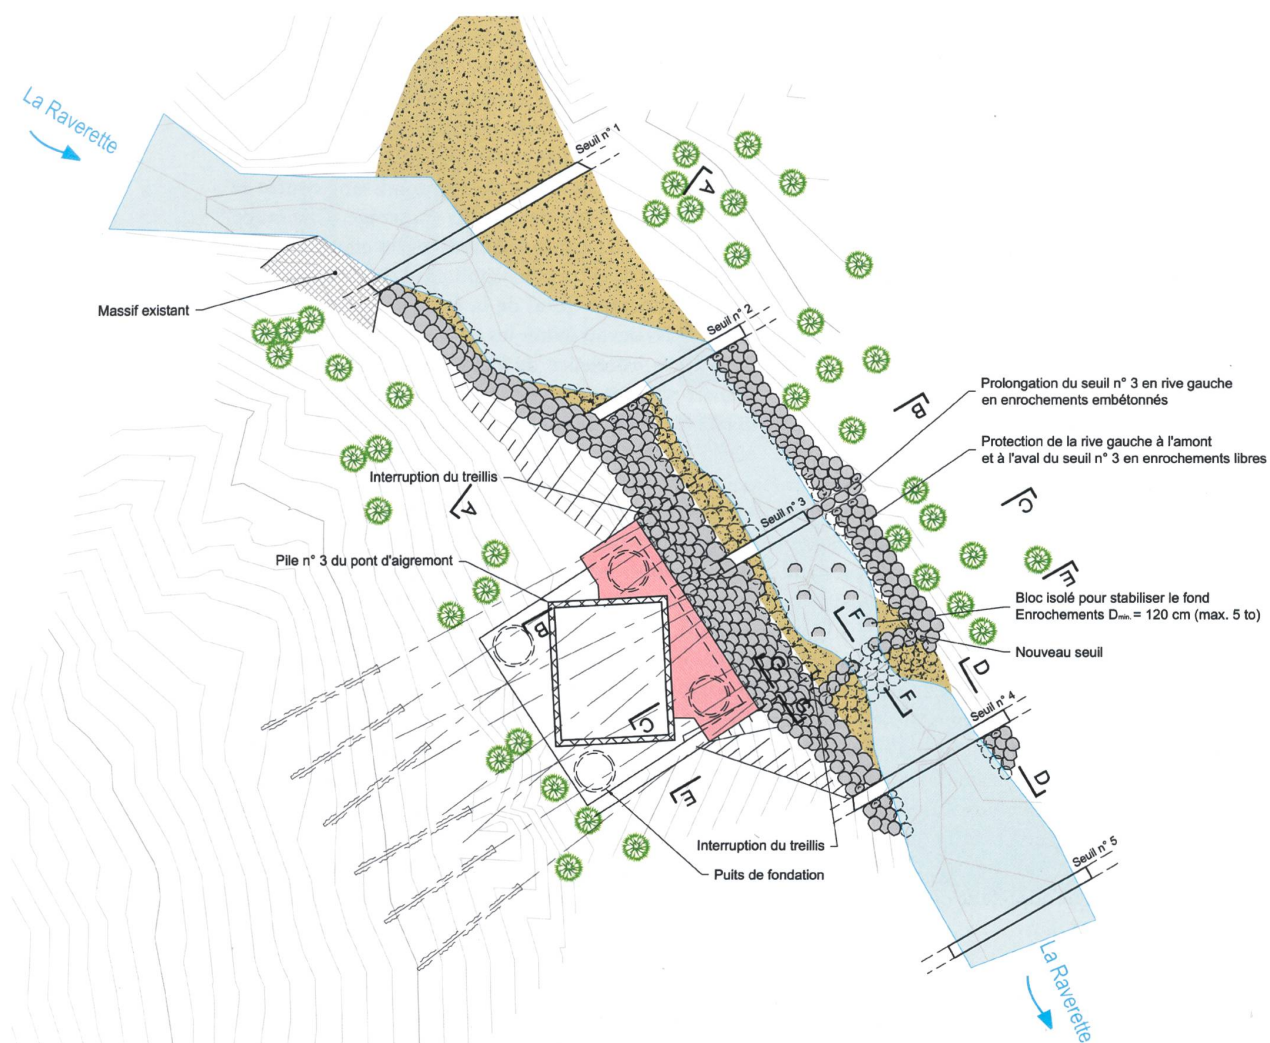 La Raverette
Seuil n° 1
A
Massif existant
Seuil n° 2
B
Prolongation du seuil n° 3 en rive gauche
en enrochements embétonnés
Protection de la rive gauche à l'amont
et à l'aval du seuil n° 3 en enrochements libres
Interruption du treillis
A
C
Seuil n° 3
Pile n° 3 du pont d'aigremont
E
Bloc isolé pour stabiliser le fond
Enrochements Dmin. = 120 cm (max. 5 to)
F
B
Nouveau seuil
G
D
F
G
C
Seuil n° 4
D
E
Interruption du treillis
Puits de fondation
Seuil n° 5
La Raverette